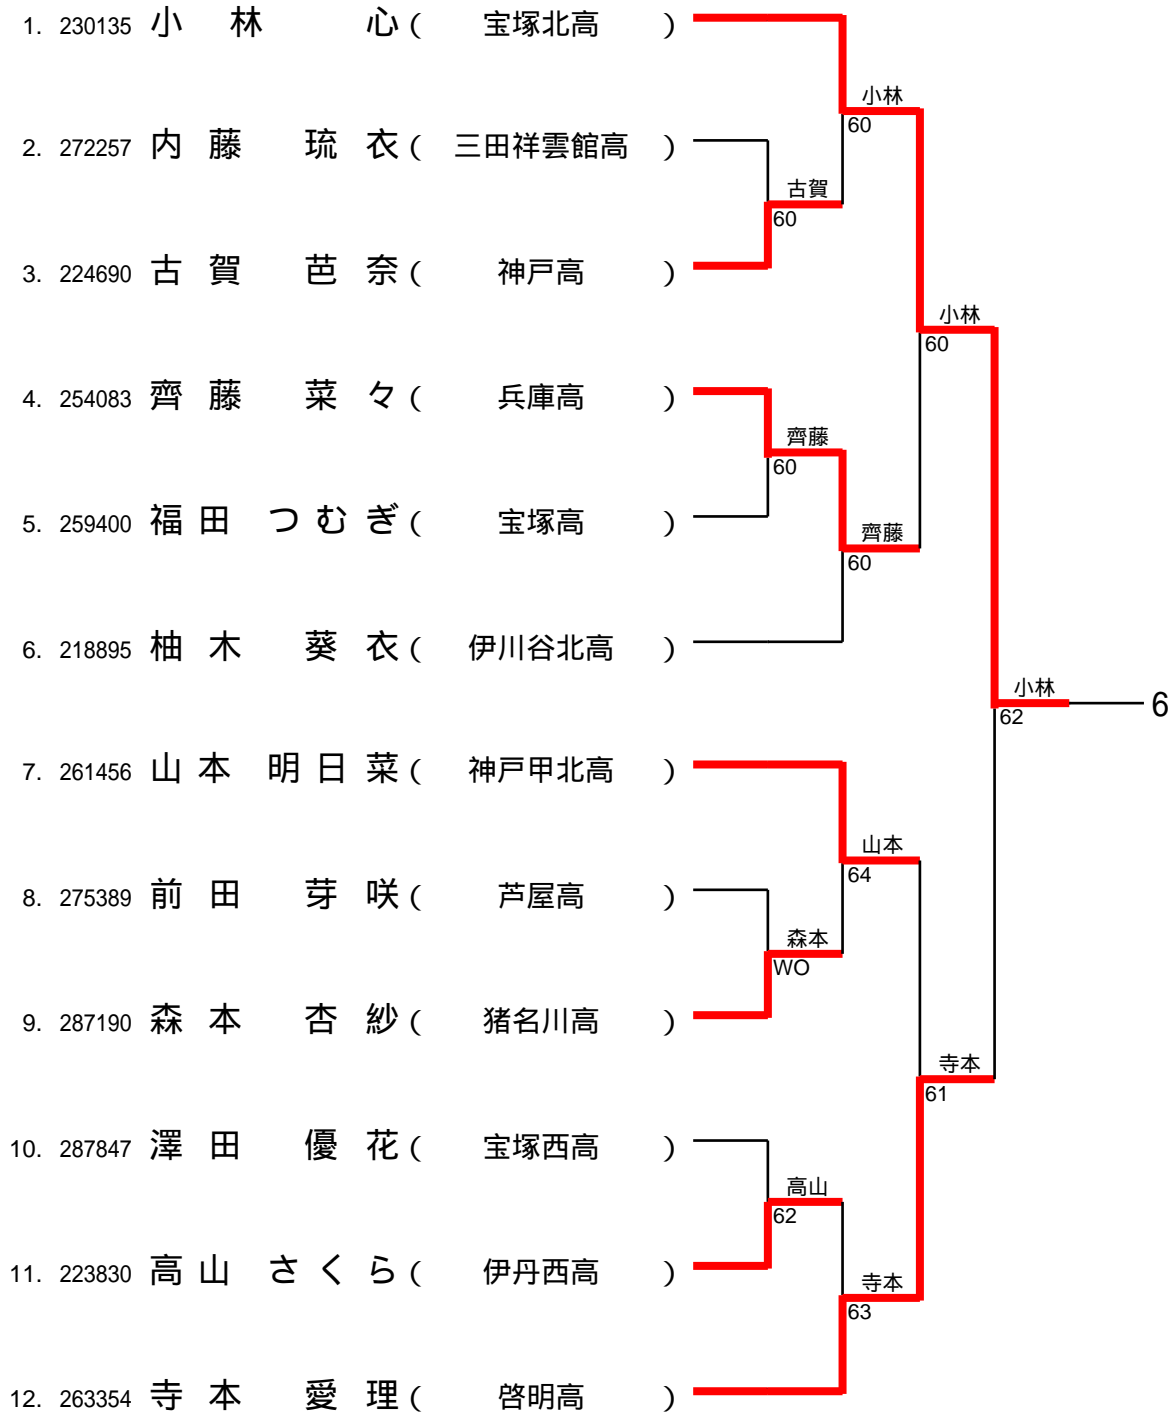 1. 230135 小 林 心 ( 宝塚北高 )
小林
60
2. 272257 内 藤 琉 衣 ( 三田祥雲館高 )
古賀
60
3. 224690 古 賀 芭 奈 ( 神戸高 )
小林
60
4. 254083 齊 藤 菜 々 ( 兵庫高 )
齊藤
60
5. 259400 福 田 つ む ぎ ( 宝塚高 )
齊藤
60
6. 218895 柚 木 葵 衣 ( 伊川谷北高 )
小林
62
6
7. 261456 山 本 明 日 菜 ( 神戸甲北高 )
山本
64
8. 275389 前 田 芽 咲 ( 芦屋高 )
森本
WO
9. 287190 森 本 杏 紗 ( 猪名川高 )
寺本
61
10. 287847 澤 田 優 花 ( 宝塚西高 )
高山
62
11. 223830 高 山 さ く ら ( 伊丹西高 )
寺本
63
12. 263354 寺 本 愛 理 ( 啓明高 )